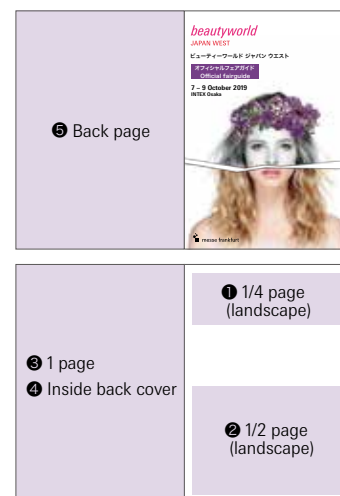 ❺ Back page
beautyworld
JAPAN WEST
ビューティーワールド ジャパン ウエスト
オフィシャルフェアガイド
Official fairguide
7 – 9 October 2019
INTEX Osaka
messe frankfurt
❶ 1/4 page
(landscape)
❸ 1 page
❹ Inside back cover
❷ 1/2 page
(landscape)